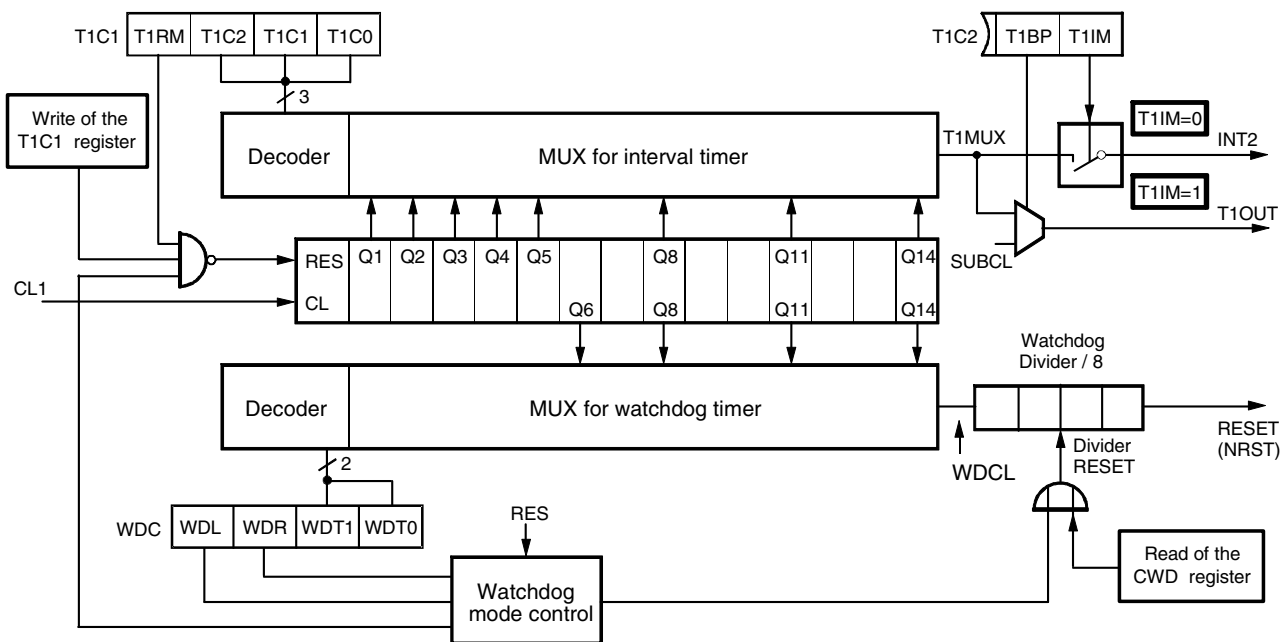 T1C1 T1RM T1C2 T1C1 T1C0
T1C2 T1BP T1IM
3
Write of the
T1C1 register
Decoder
MUX for interval timer
T1MUX
T1IM=0
INT2
T1IM=1
T1OUT
SUBCL
RES Q1 Q2 Q3 Q4 Q5 Q8 Q11 Q14
CL1
CL Q6 Q8 Q11 Q14
Watchdog
Divider / 8
Decoder
MUX for watchdog timer
RESET
(NRST)
Divider
RESET
WDCL
2
WDC WDL WDR WDT1 WDT0
RES
Watchdog
mode control
Read of the
CWD register